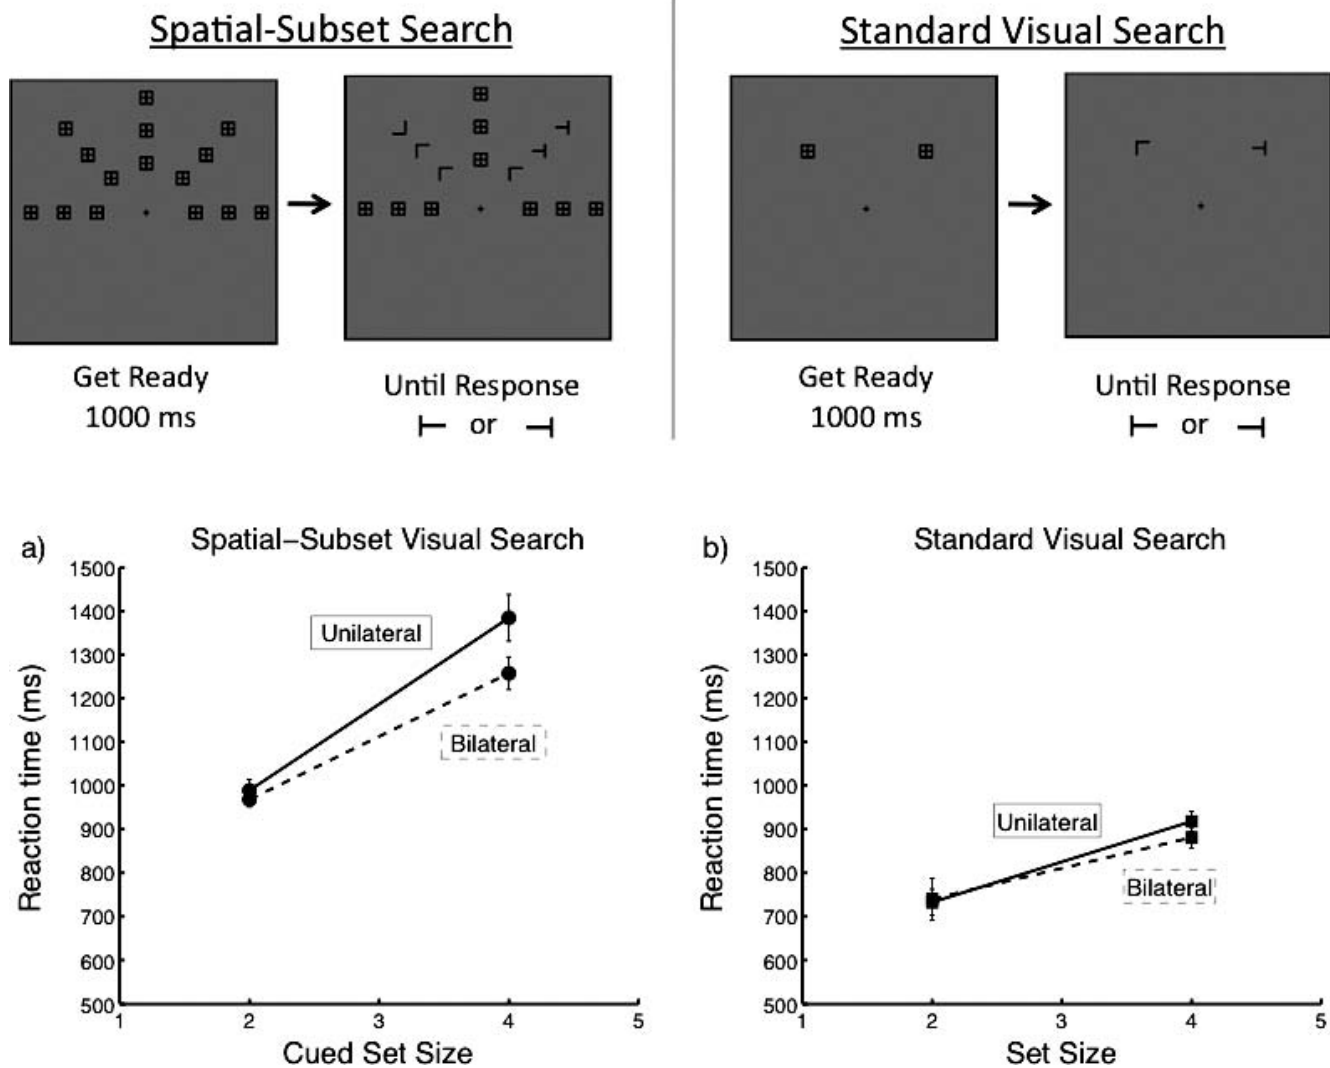 Spatial-Subset Search
Standard Visual Search
Get Ready
1000 ms
Until Response
or
Get Ready
1000 ms
Until Response
or
a)
Spatial–Subset Visual Search
1500
1400
1300
1200
1100
1000
900
800
700
600
500
Reaction time (ms)
Unilateral
Bilateral
1
2
3
4
5
Cued Set Size
b)
Standard Visual Search
1500
1400
1300
1200
1100
1000
900
800
700
600
500
Reaction time (ms)
Unilateral
Bilateral
1
2
3
4
5
Set Size